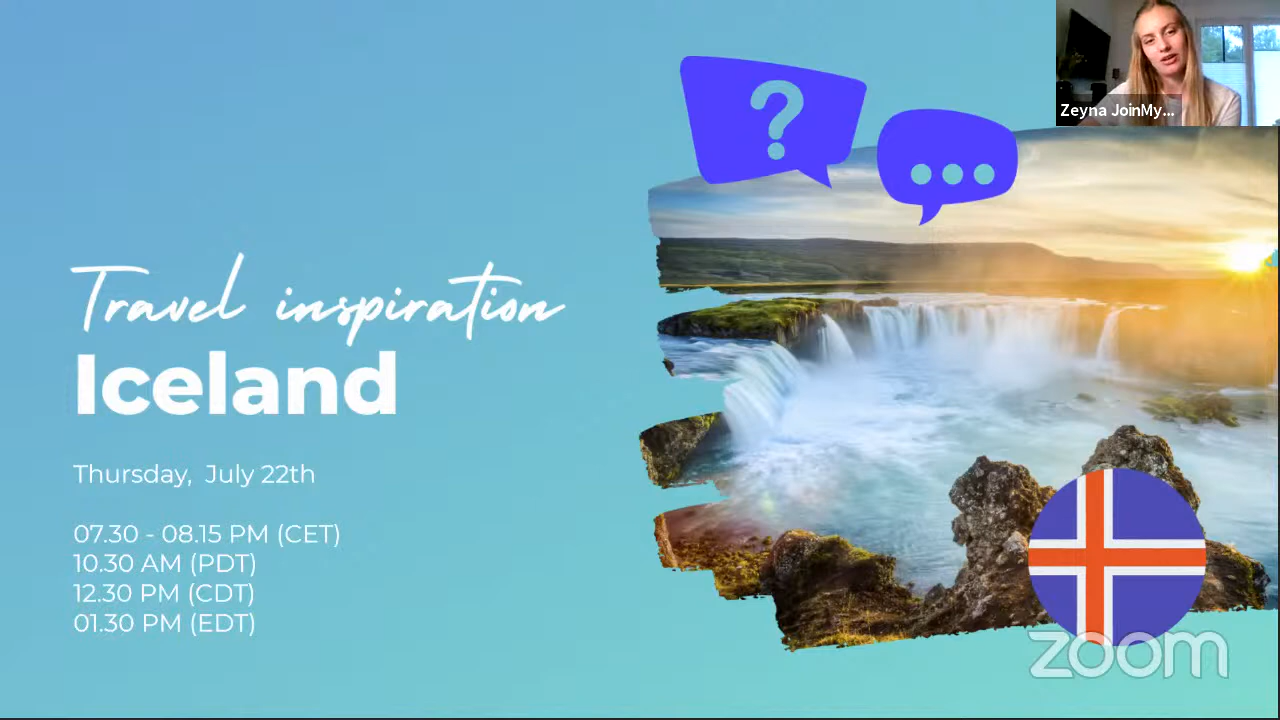 Zeyna JoinMy...
?
Travel inspiration
Iceland
Thursday, July 22th
07.30 - 08.15 PM (CET)
10.30 AM (PDT)
12.30 PM (CDT)
01.30 PM (EDT)
zoom